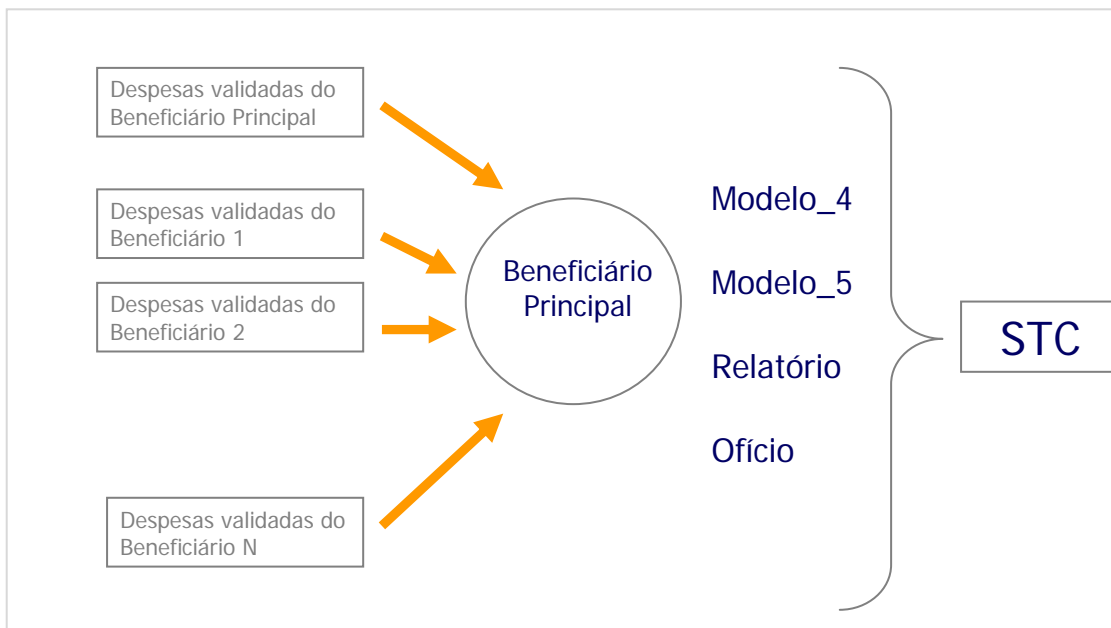 Despesas validadas do
Beneficiário Principal
Despesas validadas do
Beneficiário 1
Despesas validadas do
Beneficiário 2
Despesas validadas do
Beneficiário N
Beneficiário
Principal
Modelo_4
Modelo_5
Relatório
Ofício
STC